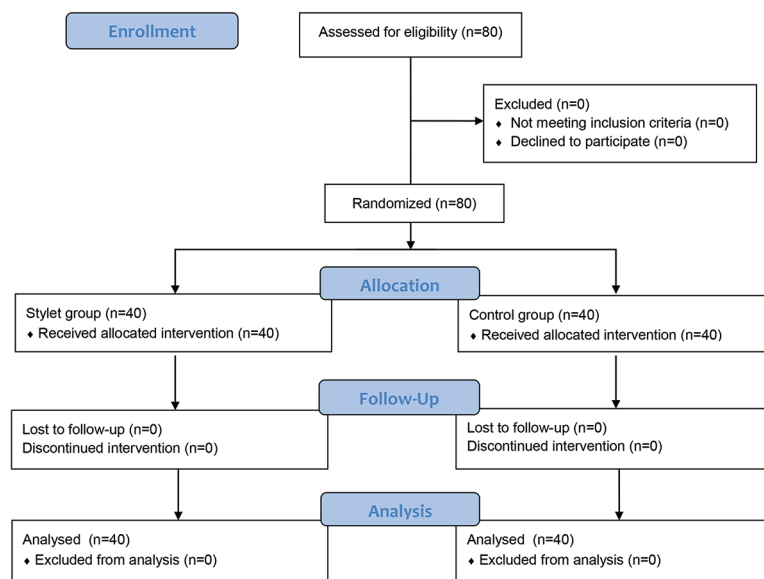 Enrollment
Assessed for eligibility (n=80)
Excluded (n=0)
♦ Not meeting inclusion criteria (n=0)
♦ Declined to participate (n=0)
Randomized (n=80)
Allocation
Stylet group (n=40)
♦ Received allocated intervention (n=40)
Control group (n=40)
♦ Received allocated intervention (n=40)
Follow-Up
Lost to follow-up (n=0)
Discontinued intervention (n=0)
Lost to follow-up (n=0)
Discontinued intervention (n=0)
Analysis
Analysed (n=40)
♦ Excluded from analysis (n=0)
Analysed (n=40)
♦ Excluded from analysis (n=0)